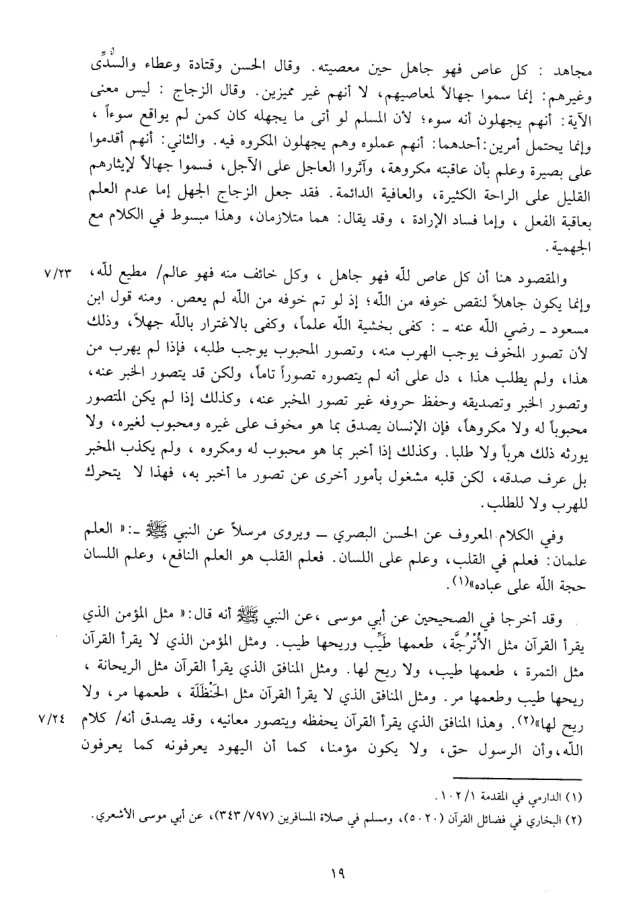 مجاهد : كل عاص فهو جاهل حين معصيته. وقال الحسن وقتادة وعطاء والسُّدِّى
وغيرهم: إنما سموا جهالاً لمعاصيهم، لا أنهم غير مميزين. وقال الزجاج : ليس معنى
الآية: أنهم يجهلون أنه سوء؛ لأن المسلم لو أتى ما يجهله كان كمن لم يواقع سوءاً ،
وإنما يحتمل أمرين:أحدهما: أنهم عملوه وهم يجهلون المكروه فيه. والثاني: أنهم أقدموا
على بصيرة وعلم بأن عاقبته مكروهة، وآثروا العاجل على الآجل، فسموا جهالاً لإيثارهم
القليل على الراحة الكثيرة، والعافية الدائمة. فقد جعل الزجاج الجهل إما عدم العلم
بعاقبة الفعل ، وإما فساد الإرادة ، وقد يقال: هما متلازمان، وهذا مبسوط في الكلام مع
الجهمية.
والمقصود هنا أن كل عاص لله فهو جاهل ، وكل خائف منه فهو عالم/ مطيع لله، ٧/٢٣
وإنما يكون جاهلاً لنقص خوفه من الله؛ إذ لو تم خوفه من الله لم يعص. ومنه قول ابن
مسعود ـ رضي الله عنه ـ : كفى بخشية الله علماً، وكفى بالاغترار بالله جهلاً، وذلك
لأن تصور المخوف يوجب الهرب منه، وتصور المحبوب يوجب طلبه، فإذا لم يهرب من
هذا، ولم يطلب هذا ، دل على أنه لم يتصوره تصوراً تاماً، ولكن قد يتصور الخبر عنه،
وتصور الخبر وتصديقه وحفظ حروفه غير تصور المخبر عنه، وكذلك إذا لم يكن المتصور
محبوباً له ولا مكروهاً، فإن الإنسان يصدق بما هو مخوف على غيره ومحبوب لغيره، ولا
يورثه ذلك هرباً ولا طلبا. وكذلك إذا أخبر بما هو محبوب له ومكروه ، ولم يكذب المخبر
بل عرف صدقه، لكن قلبه مشغول بأمور أخرى عن تصور ما أخبر به، فهذا لا يتحرك
للهرب ولا للطلب.
وفي الكلام المعروف عن الحسن البصري ـ ويروى مرسلاً عن النبي ﷺ ـ:« العلم
علمان: فعلم في القلب، وعلم على اللسان. فعلم القلب هو العلم النافع، وعلم اللسان
حجة الله على عباده»(١).
وقد أخرجا في الصحيحين عن أبي موسى ،عن النبي ﷺ أنه قال:« مثل المؤمن الذي
يقرأ القرآن مثل الأُتْرُجَّة، طعمها طَيِّب وريحها طيب. ومثل المؤمن الذي لا يقرأ القرآن
مثل التمرة ، طعمها طيب، ولا ريح لها. ومثل المنافق الذي يقرأ القرآن مثل الريحانة ،
ريحها طيب وطعمها مر. ومثل المنافق الذي لا يقرأ القرآن مثل الحَنْظَلَة ، طعمها مر، ولا
ريح لها»(٢). وهذا المنافق الذي يقرأ القرآن يحفظه ويتصور معانيه، وقد يصدق أنه/ كلام ٧/٢٤
الله،وأن الرسول حق، ولا يكون مؤمنا، كما أن اليهود يعرفونه كما يعرفون
(١) الدارمي في المقدمة ١٠٢/١.
(٢) البخاري في فضائل القرآن (٥٠٢٠)، ومسلم في صلاة المسافرين (٣٤٣/٧٩٧)، عن أبي موسى الأشعري.
١٩